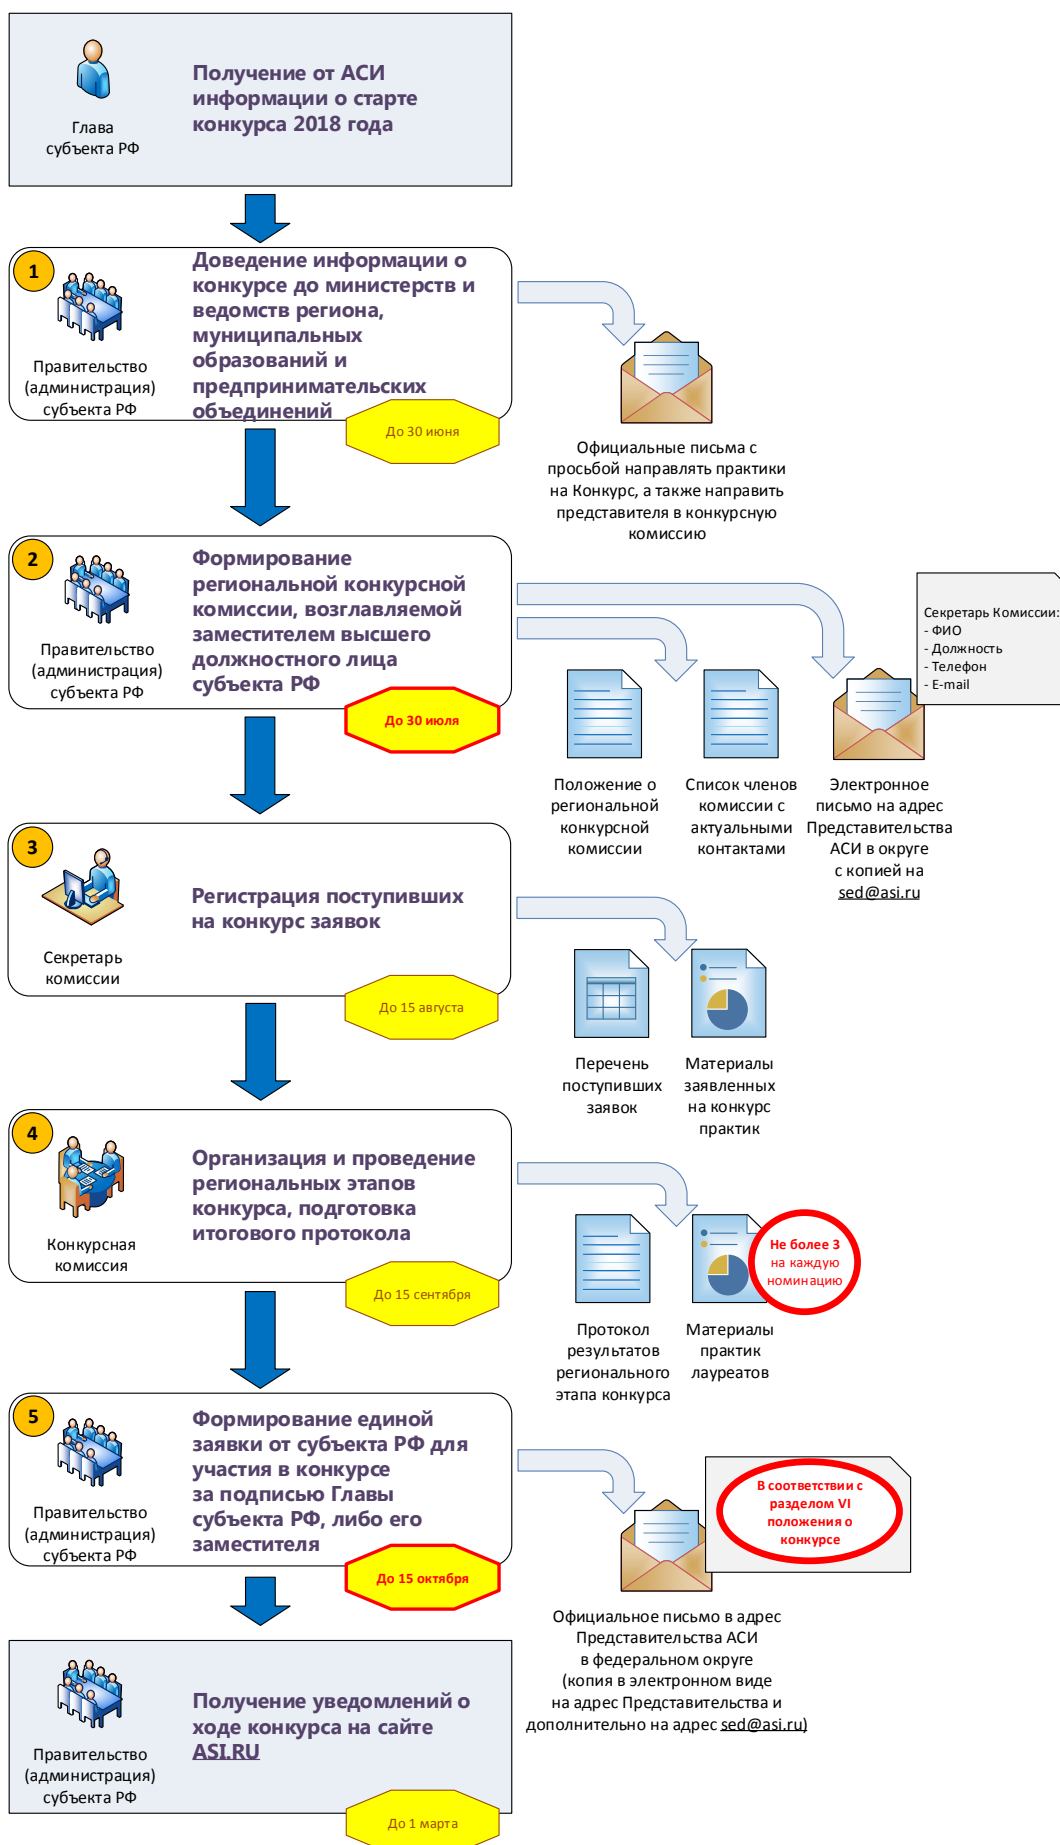 Глава
субъекта РФ
Получение от АСИ
информации о старте
конкурса 2018 года
1
Правительство
(администрация)
субъекта РФ
Доведение информации о
конкурсе до министерств и
ведомств региона,
муниципальных
образований и
предпринимательских
объединений
До 30 июня
Официальные письма с
просьбой направлять практики
на Конкурс, а также направить
представителя в конкурсную
комиссию
2
Правительство
(администрация)
субъекта РФ
Формирование
региональной конкурсной
комиссии, возглавляемой
заместителем высшего
должностного лица
субъекта РФ
До 30 июля
Положение о
региональной
конкурсной
комиссии
Список членов
комиссии с
актуальными
контактами
Секретарь Комиссии:
- ФИО
- Должность
- Телефон
- E-mail
Электронное
письмо на адрес
Представительства
АСИ в округе
с копией на
sed@asi.ru
3
Секретарь
комиссии
Регистрация поступивших
на конкурс заявок
До 15 августа
Перечень
поступивших
заявок
Материалы
заявленных
на конкурс
практик
4
Конкурсная
комиссия
Организация и проведение
региональных этапов
конкурса, подготовка
итогового протокола
До 15 сентября
Протокол
результатов
регионального
этапа конкурса
Не более 3
на каждую
номинацию
Материалы
практик
лауреатов
5
Правительство
(администрация)
субъекта РФ
Формирование единой
заявки от субъекта РФ для
участия в конкурсе
за подписью Главы
субъекта РФ, либо его
заместителя
До 15 октября
В соответствии с
разделом VI
положения о
конкурсе
Официальное письмо в адрес
Представительства АСИ
в федеральном округе
(копия в электронном виде
на адрес Представительства и
дополнительно на адрес sed@asi.ru)
Правительство
(администрация)
субъекта РФ
Получение уведомлений о
ходе конкурса на сайте
ASI.RU
До 1 марта